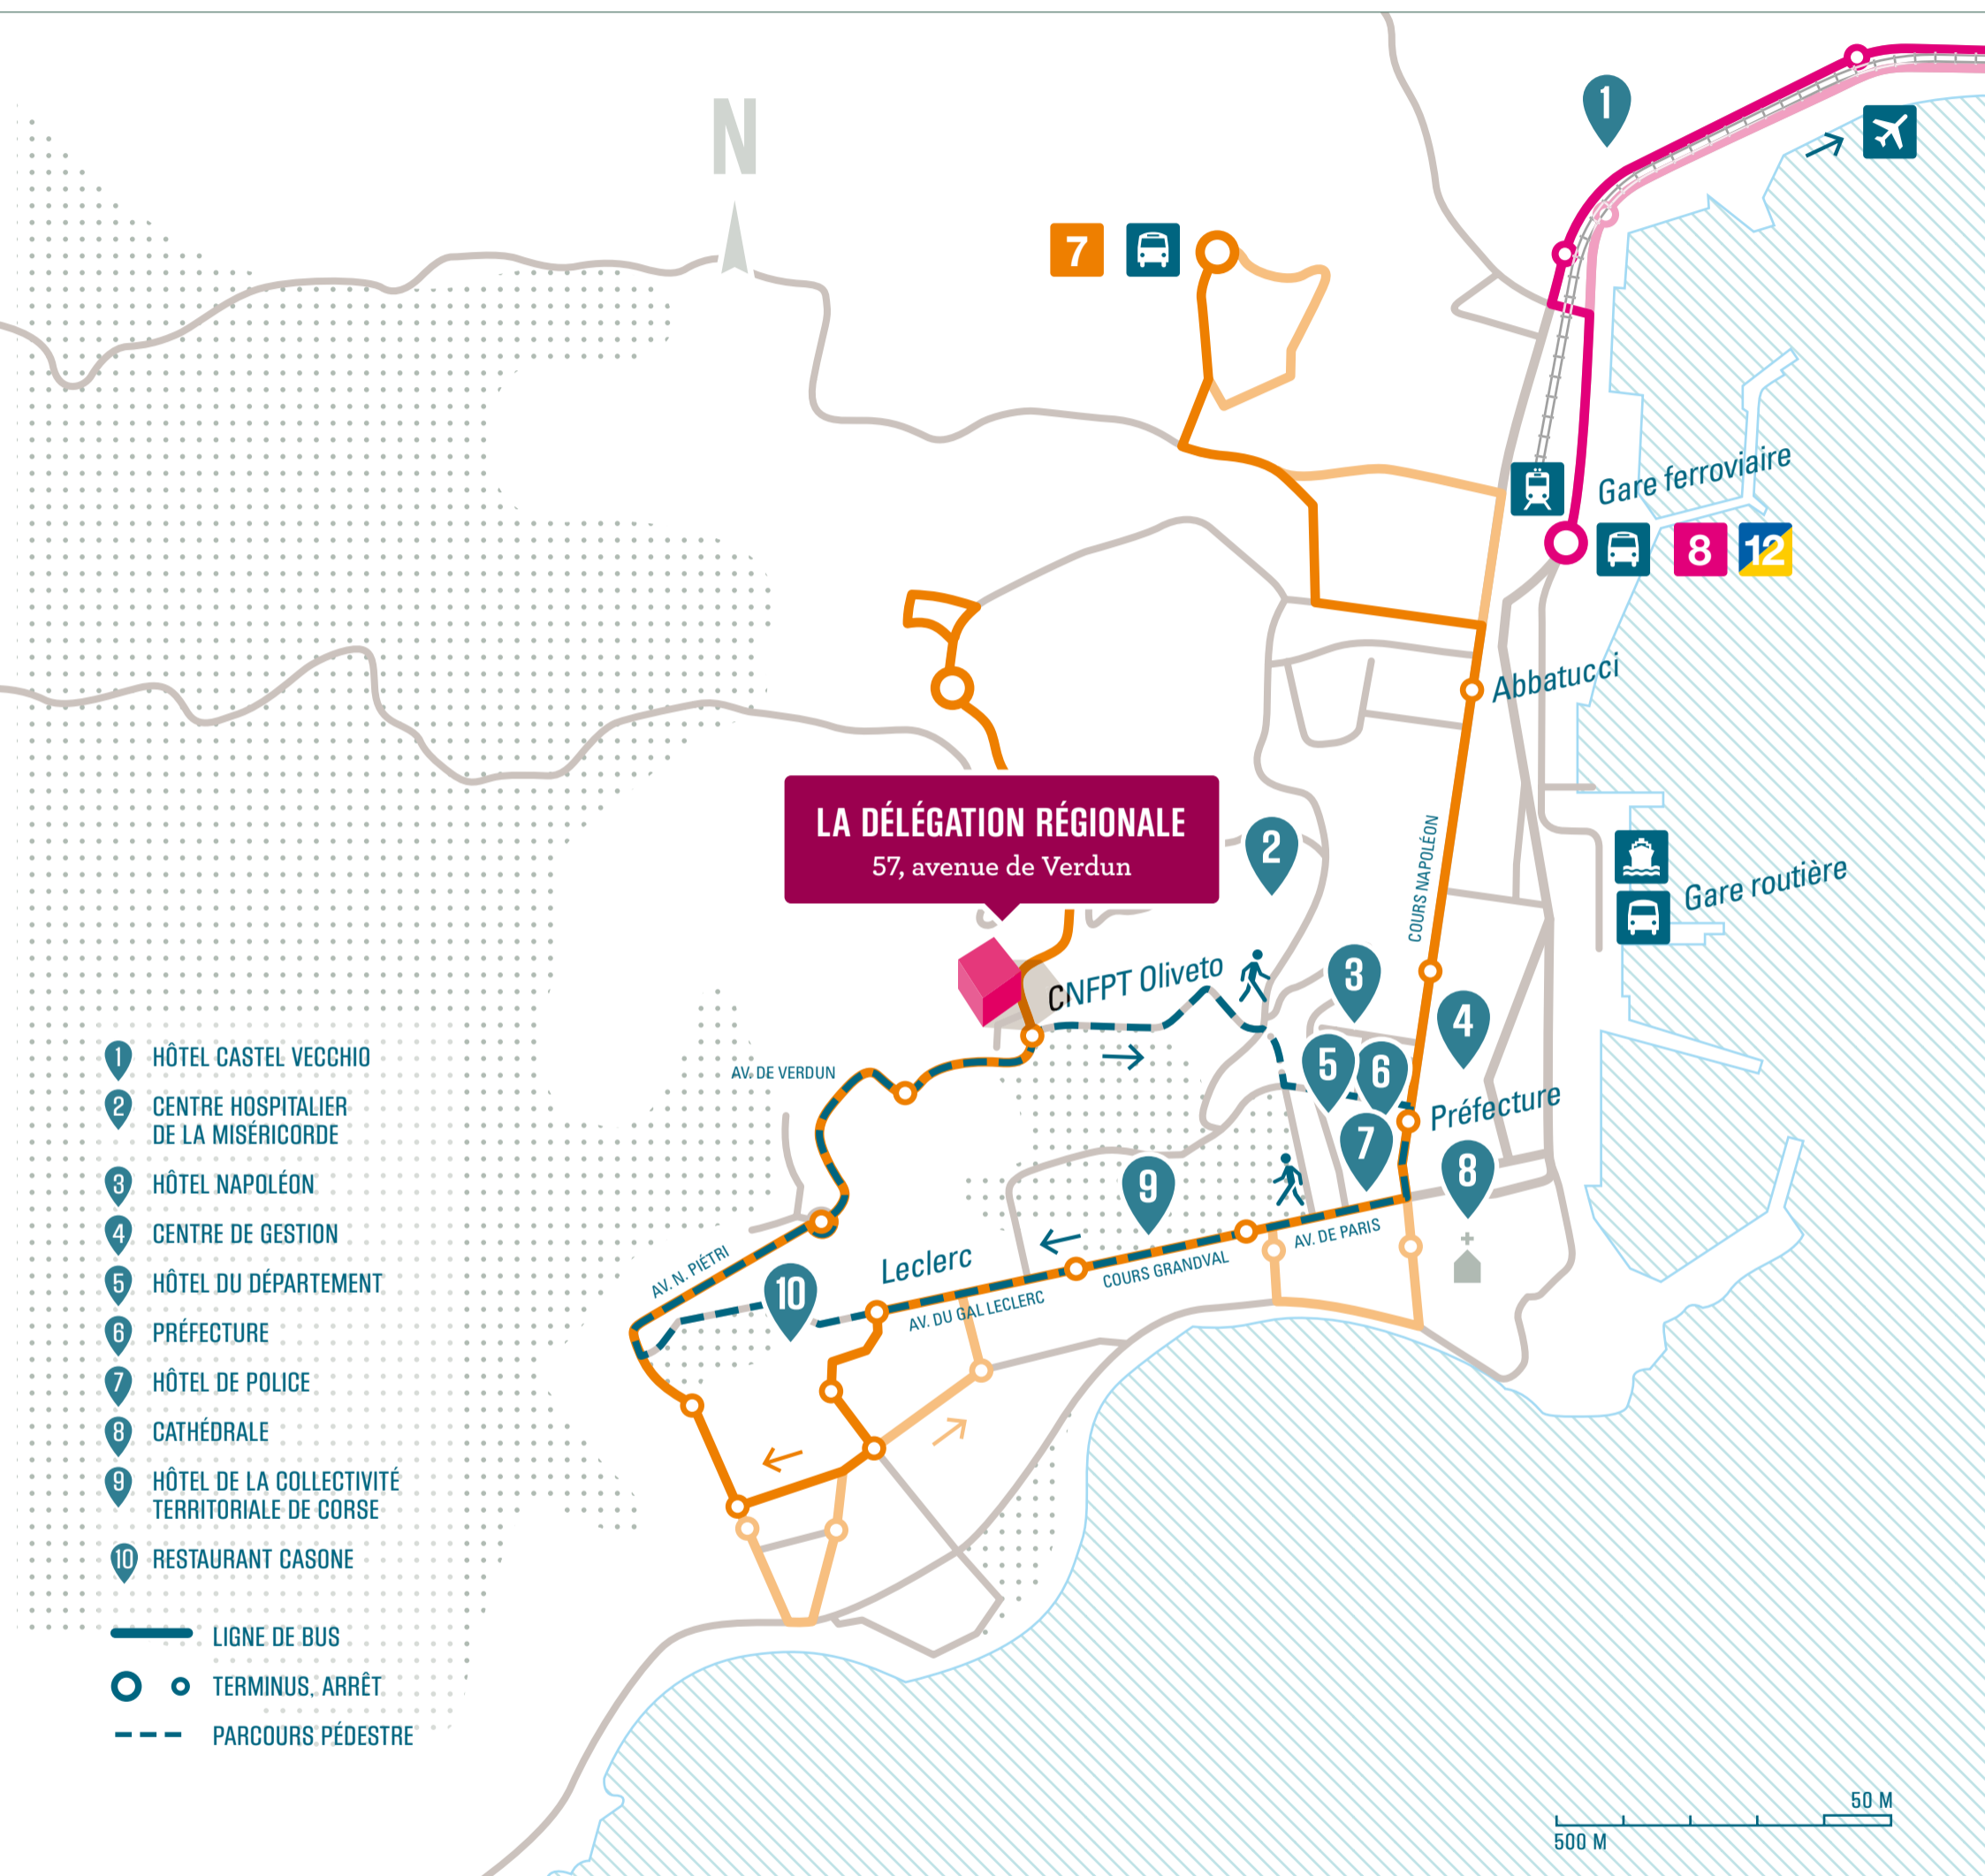 N
1
7
Gare ferroviaire
8
12
Abbatucci
LA DÉLÉGATION RÉGIONALE
57, avenue de Verdun
2
COURS NAPOLÉON
Gare routière
CNFPT Oliveto
3
4
5
6
Préfecture
7
8
9
AV. DE VERDUN
AV. N. PIÉTRI
10
Leclerc
AV. DU GAL LECLERC
COURS GRANDVAL
AV. DE PARIS
1 HÔTEL CASTEL VECCHIO
2 CENTRE HOSPITALIER
DE LA MISÉRICORDE
3 HÔTEL NAPOLÉON
4 CENTRE DE GESTION
5 HÔTEL DU DÉPARTEMENT
6 PRÉFECTURE
7 HÔTEL DE POLICE
8 CATHÉDRALE
9 HÔTEL DE LA COLLECTIVITÉ
TERRITORIALE DE CORSE
10 RESTAURANT CASONE
LIGNE DE BUS
TERMINUS, ARRÊT
PARCOURS PÉDESTRE
50 M
500 M